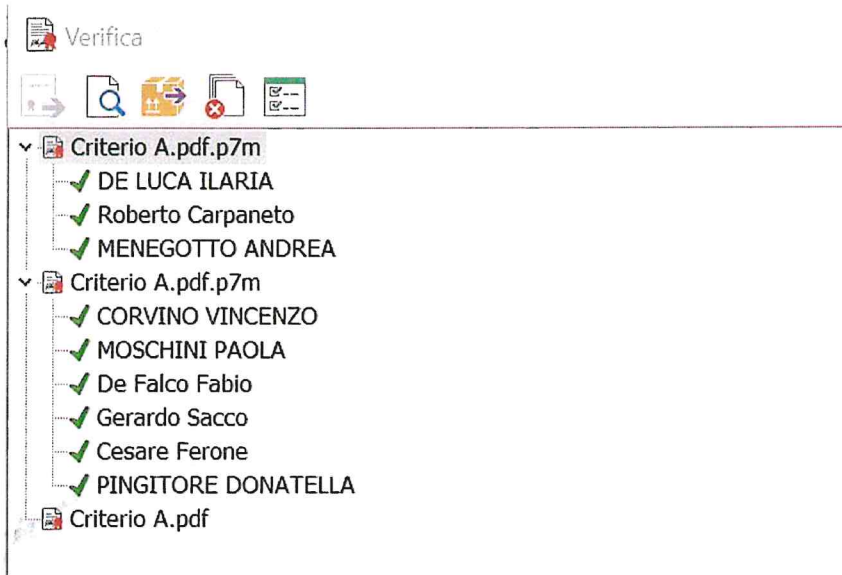 Verifica
Criterio A.pdf.p7m
DE LUCA ILARIA
Roberto Carpaneto
MENEGOTTO ANDREA
Criterio A.pdf.p7m
CORVINO VINCENZO
MOSCHINI PAOLA
De Falco Fabio
Gerardo Sacco
Cesare Ferone
PINGITORE DONATELLA
Criterio A.pdf